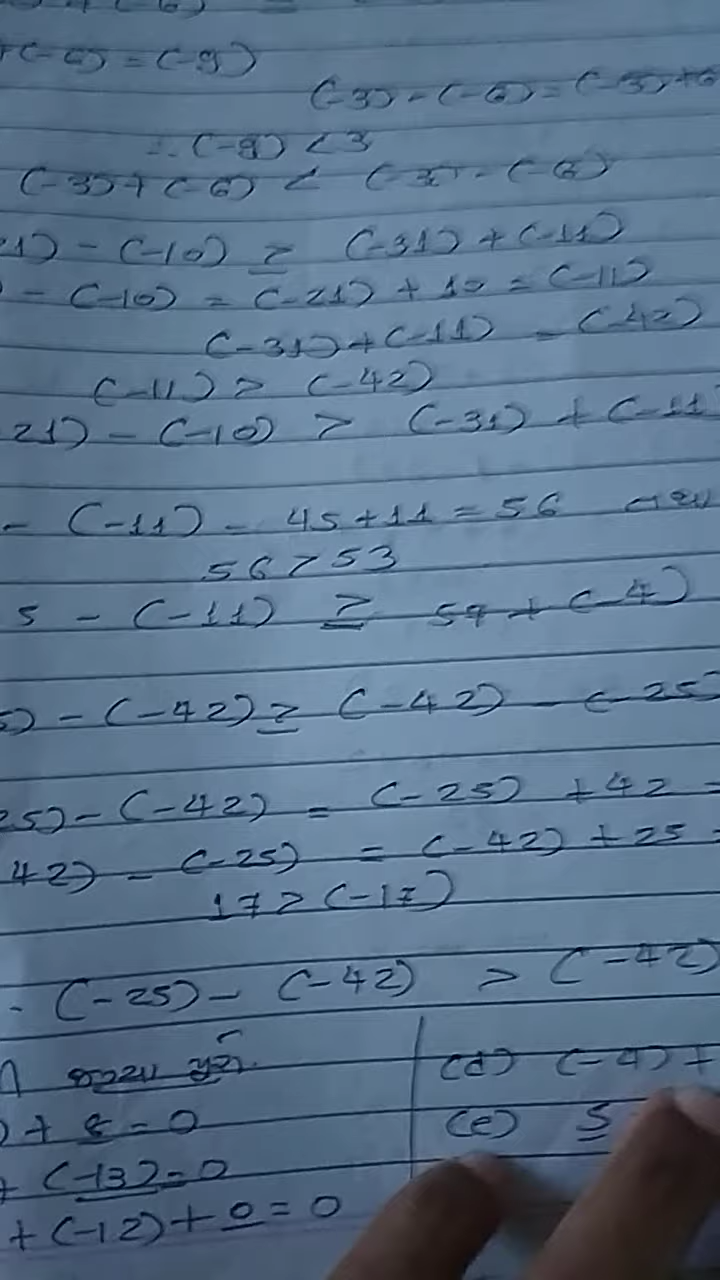 +(-6) = (-9)
(-3) - (-6) = (-3) + 6
∴ (-9) < 3
(-3) + (-6) < (-3) - (-6)
21) - (-10) > (-31) + (-11)
) - (-10) = (-21) + 10 = (-11)
(-31) + (-11) = (-42)
(-11) > (-42)
21) - (-10) > (-31) + (-11
- (-11) - 45 + 11 = 56
56 > 53
5 - (-11) > 57 + (-4)
5) - (-42) > (-42) - (-25)
25) - (-42) = (-25) + 42 =
42) - (-25) = (-42) + 25 =
17 > (-17)
- (-25) - (-42) > (-42)
) + 8 = 0
+ (-13) = 0
+ (-12) + 0 = 0
(d) (-4) +
(e) 5